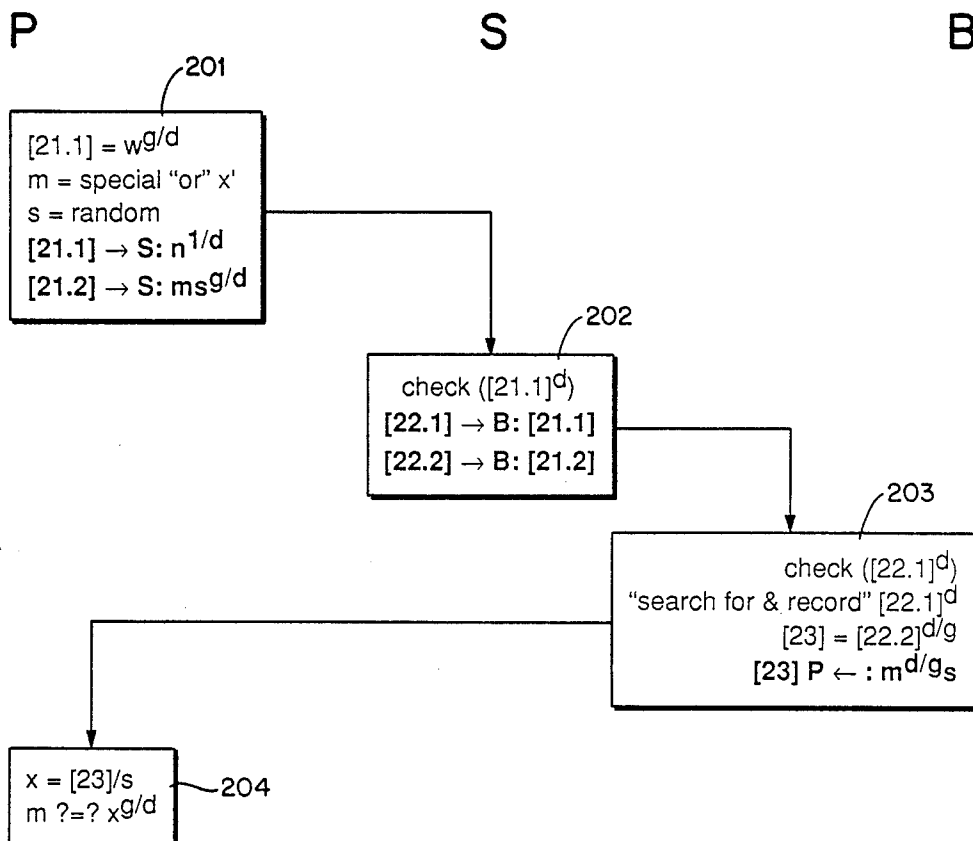 P S B
201
[21.1] = w^g/d
m = special “or” x'
s = random
[21.1] → S: n^1/d
[21.2] → S: ms^g/d
202
check ([21.1]^d)
[22.1] → B: [21.1]
[22.2] → B: [21.2]
203
check ([22.1]^d)
“search for & record” [22.1]^d
[23] = [22.2]^d/g
[23] P ← : m^d/g s
x = [23]/s
m ?=? x^g/d
204